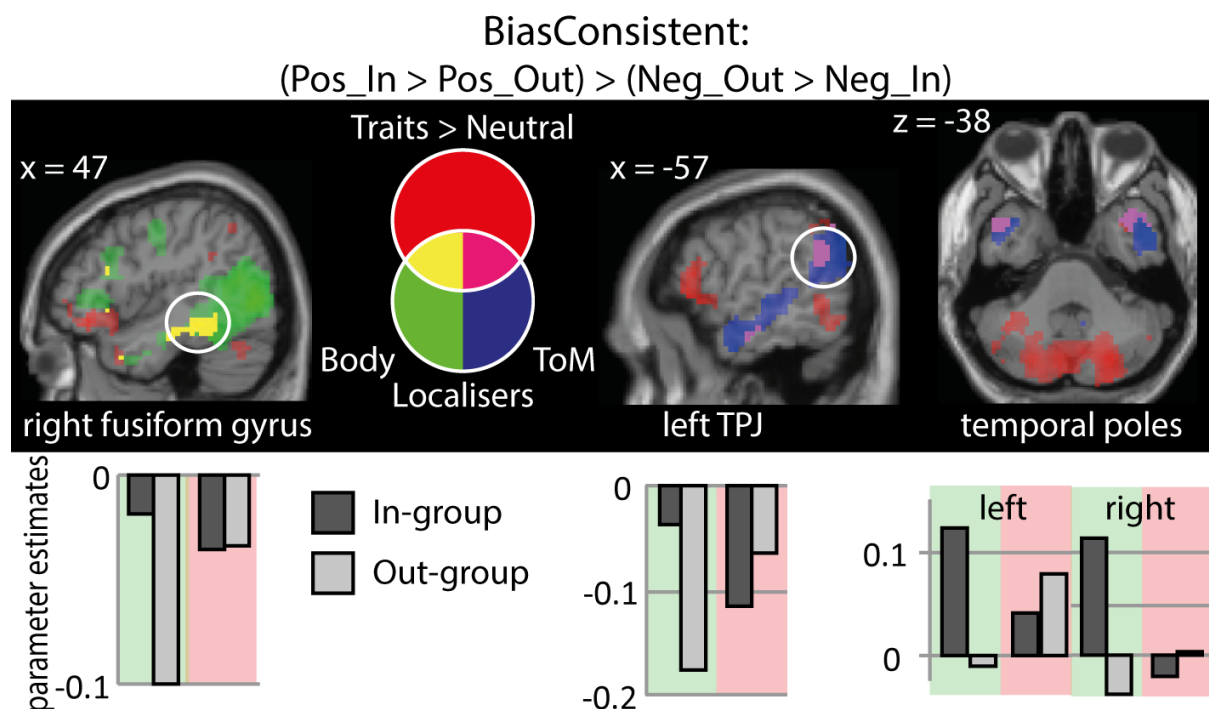 BiasConsistent:
(Pos_In > Pos_Out) > (Neg_Out > Neg_In)
Traits > Neutral
x = 47
x = -57
z = -38
Body
ToM
Localisers
right fusiform gyrus
left TPJ
temporal poles
parameter estimates
0
-0.1
In-group
Out-group
0
-0.1
-0.2
left
right
0.1
0